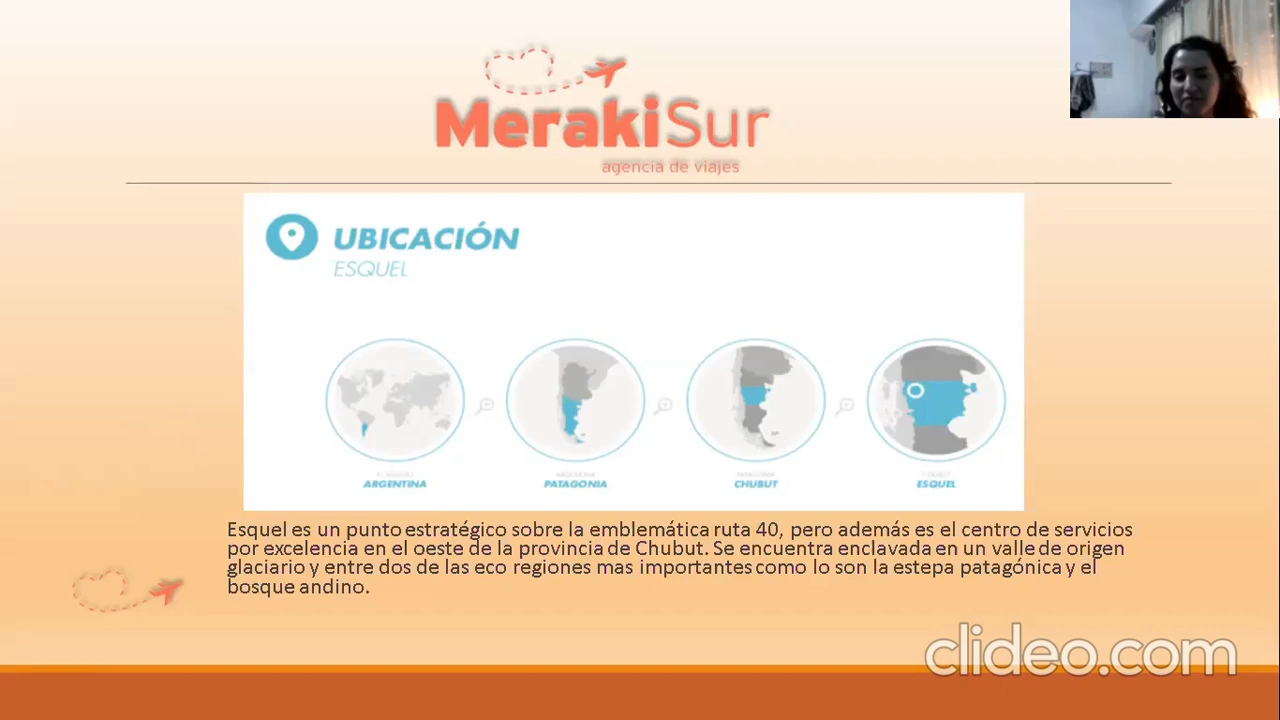 MerakiSur
agencia de viajes
UBICACIÓN
ESQUEL
ARGENTINA
PATAGONIA
CHUBUT
ESQUEL
Esquel es un punto estratégico sobre la emblemática ruta 40, pero además es el centro de servicios
por excelencia en el oeste de la provincia de Chubut. Se encuentra enclavada en un valle de origen
glaciario y entre dos de las eco regiones mas importantes como lo son la estepa patagónica y el
bosque andino.
clideo.com